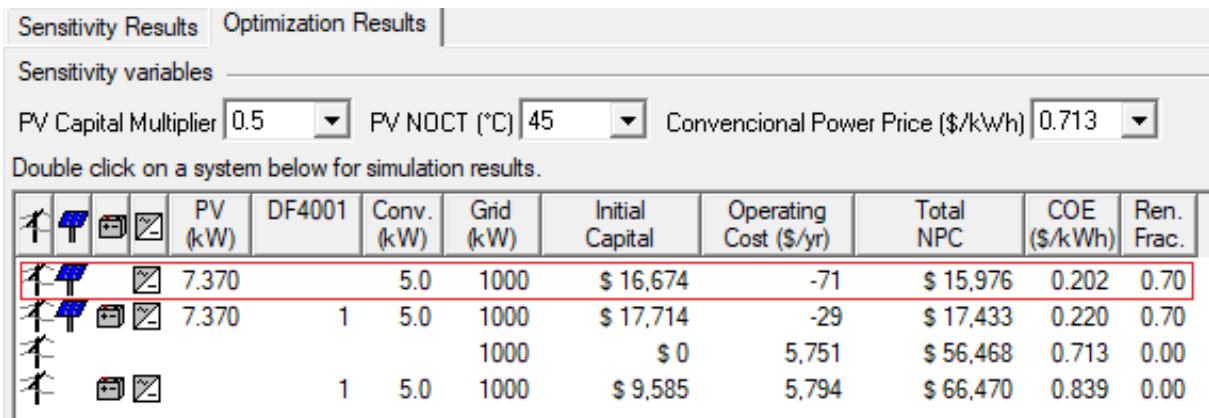 Sensitivity Results Optimization Results
Sensitivity variables
PV Capital Multiplier 0.5 PV NOCT (°C) 45 Convencional Power Price ($/kWh) 0.713
Double click on a system below for simulation results.
PV (kW) DF4001 Conv. (kW) Grid (kW) Initial Capital Operating Cost ($/yr) Total NPC COE ($/kWh) Ren. Frac.
7.370 5.0 1000 $ 16,674 -71 $ 15,976 0.202 0.70
7.370 1 5.0 1000 $ 17,714 -29 $ 17,433 0.220 0.70
1000 $ 0 5,751 $ 56,468 0.713 0.00
1 5.0 1000 $ 9,585 5,794 $ 66,470 0.839 0.00